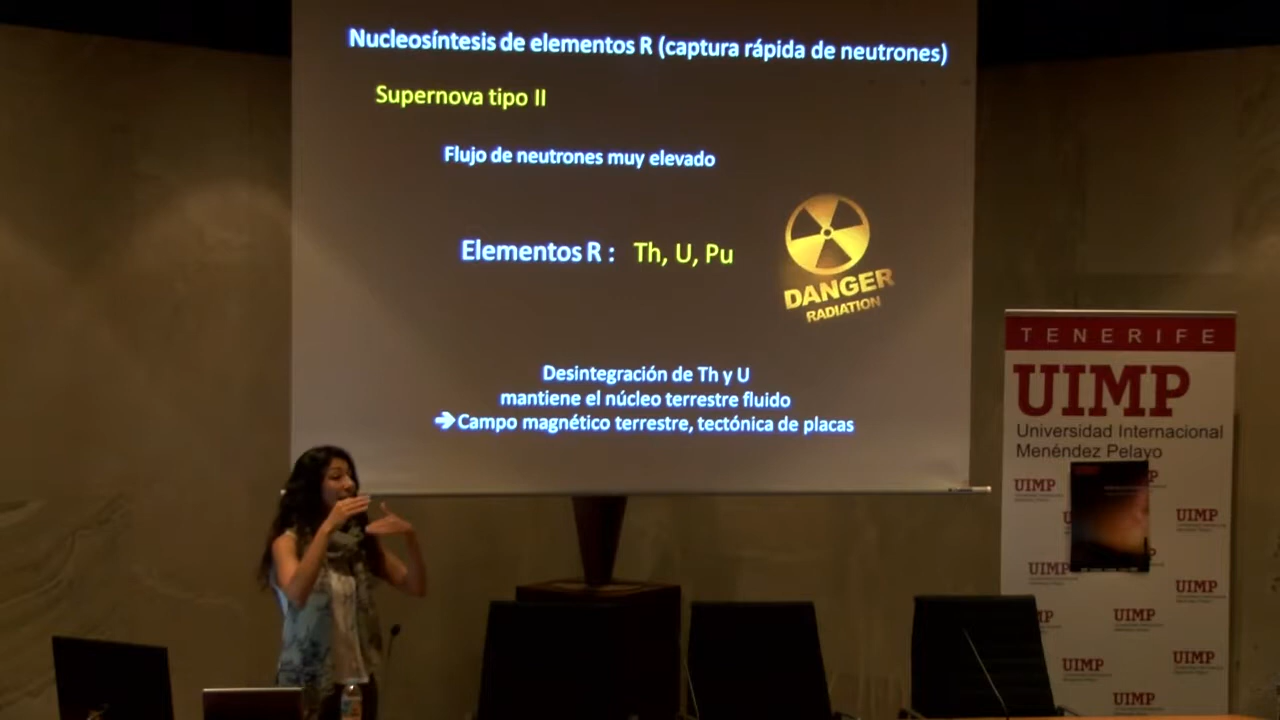 Nucleosíntesis de elementos R (captura rápida de neutrones)
Supernova tipo II
Flujo de neutrones muy elevado
Elementos R : Th, U, Pu
DANGER
RADIATION
Desintegración de Th y U
mantiene el núcleo terrestre fluido
➔Campo magnético terrestre, tectónica de placas
TENERIFE
UIMP
Universidad Internacional
Menéndez Pelayo
UIMP
UIMP
UIMP
UIMP
UIMP
UIMP
UIMP
UIMP